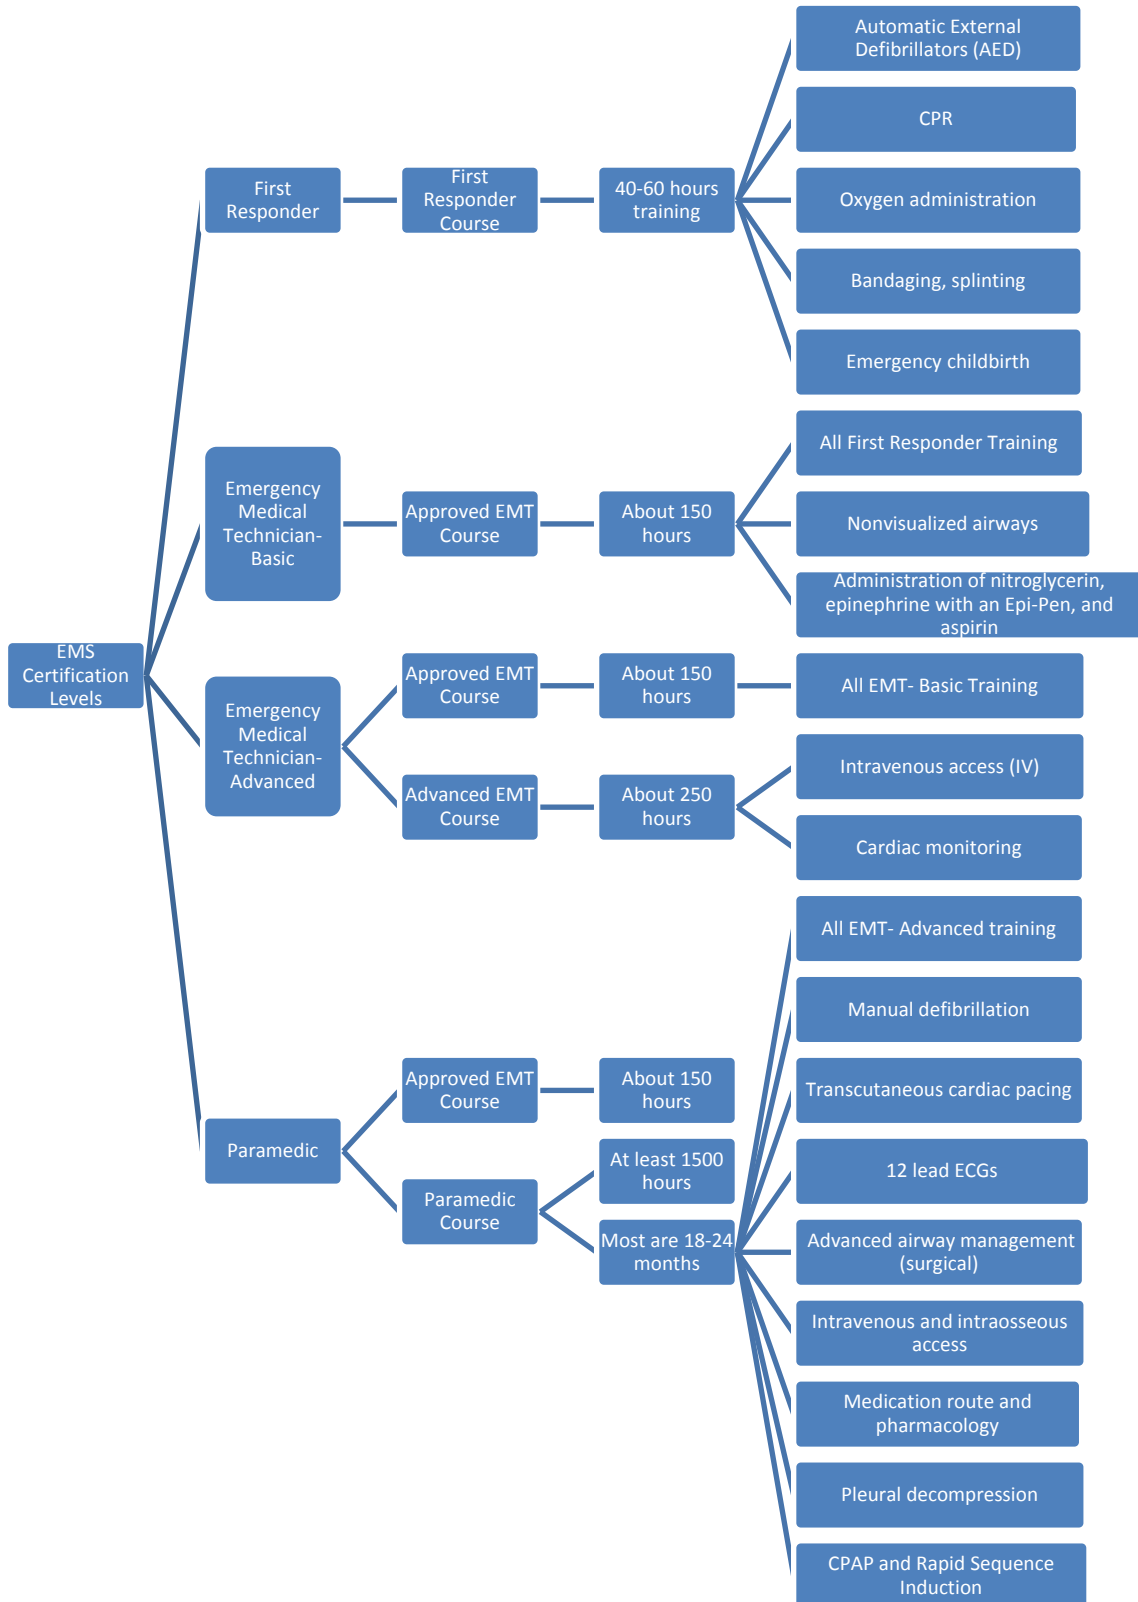 EMS
Certification
Levels
First
Responder
First
Responder
Course
40-60 hours
training
Automatic External
Defibrillators (AED)
CPR
Oxygen administration
Bandaging, splinting
Emergency childbirth
Emergency
Medical
Technician-
Basic
Approved EMT
Course
About 150
hours
All First Responder Training
Nonvisualized airways
Administration of nitroglycerin,
epinephrine with an Epi-Pen, and
aspirin
Emergency
Medical
Technician-
Advanced
Approved EMT
Course
About 150
hours
All EMT- Basic Training
Advanced EMT
Course
About 250
hours
Intravenous access (IV)
Cardiac monitoring
Paramedic
Approved EMT
Course
About 150
hours
Paramedic
Course
At least 1500
hours
Most are 18-24
months
All EMT- Advanced training
Manual defibrillation
Transcutaneous cardiac pacing
12 lead ECGs
Advanced airway management
(surgical)
Intravenous and intraosseous
access
Medication route and
pharmacology
Pleural decompression
CPAP and Rapid Sequence
Induction